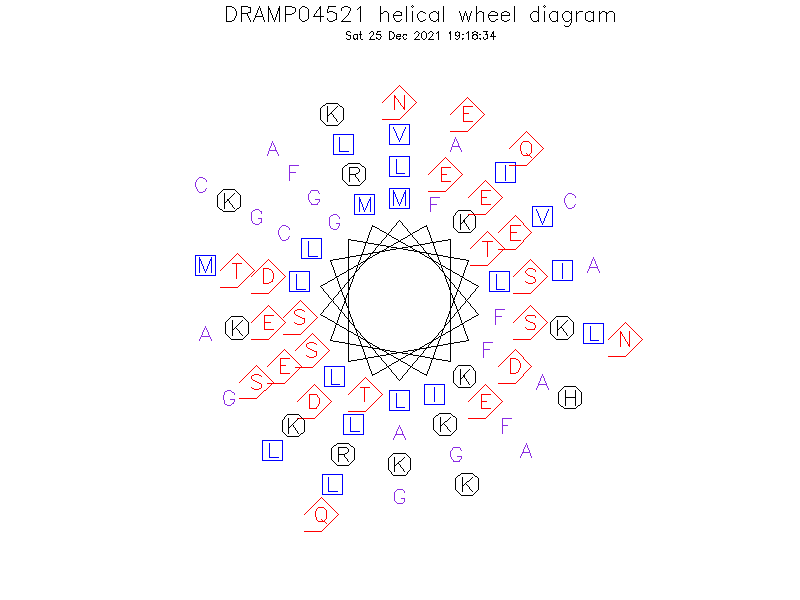 DRAMP04521 helical wheel diagram
Sat 25 Dec 2021 19:18:34
N
K E
V
L A
A Q
L
F R E I
C
G M E
K M F C
G G K V
C E
L T
M T D L L S I A
A K E S F S K L N
S F
E D
L K
S A
G T L I H
D E
K L A K F
L R G A
K
L K
G
Q